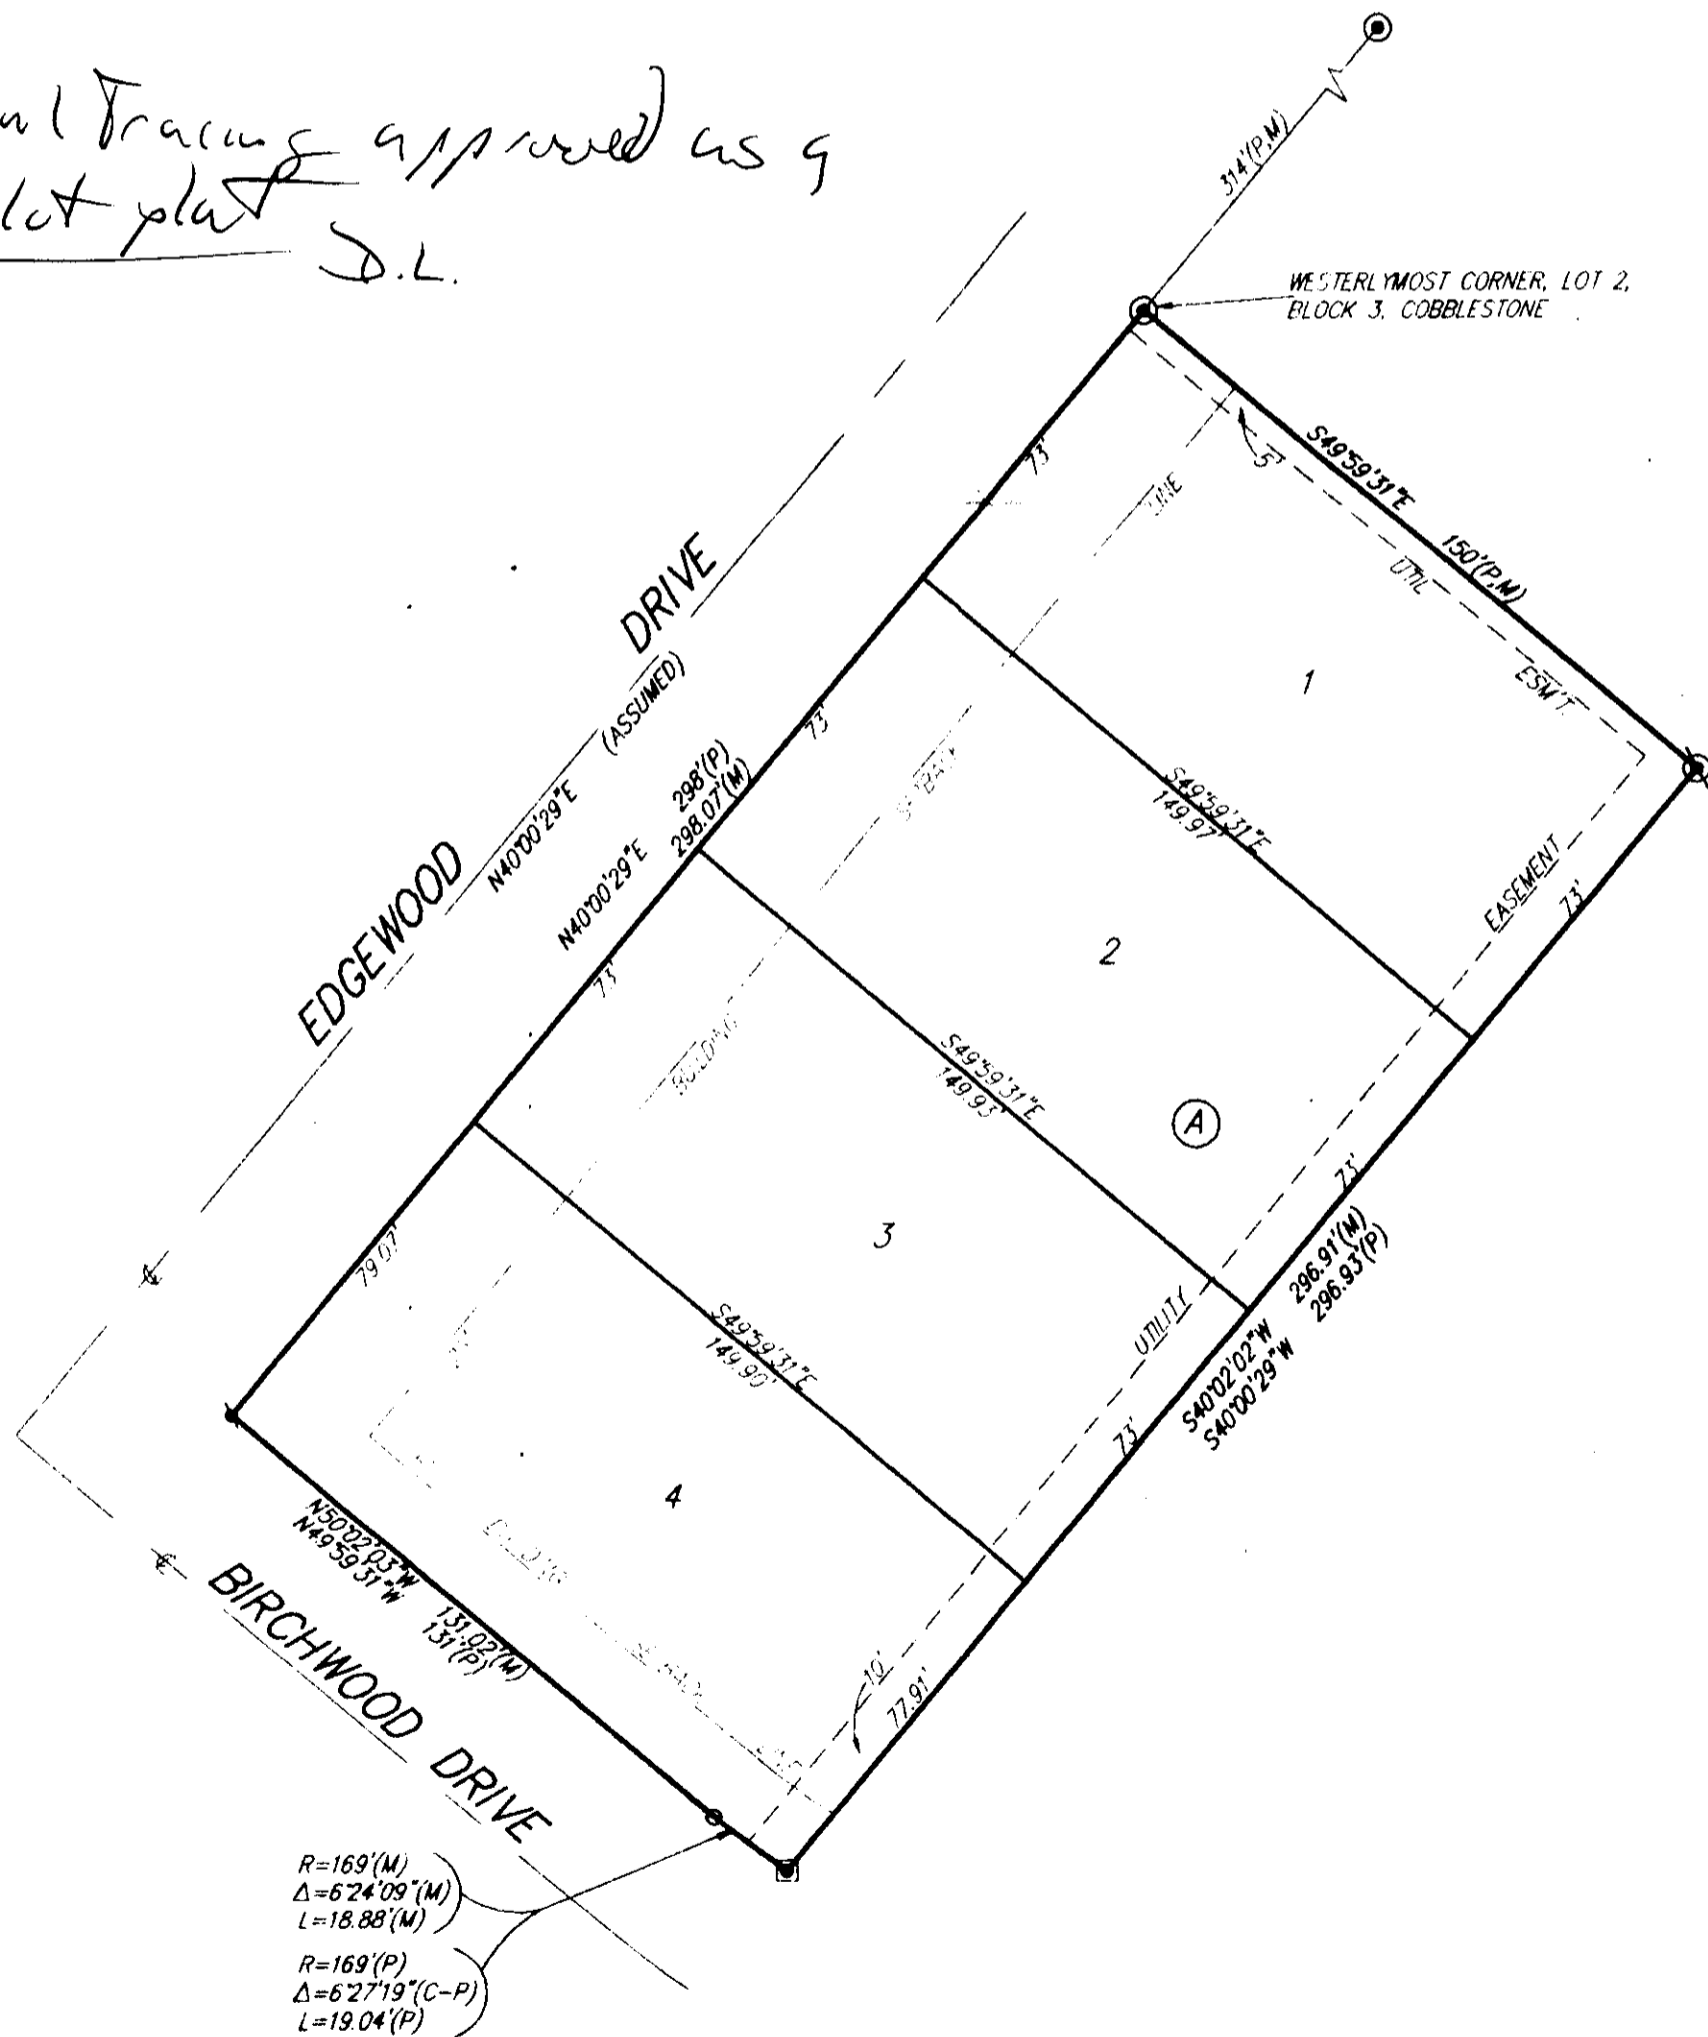 Tracing approved as a
lot plat D.L.
314'(P,M)
WESTERLYMOST CORNER, LOT 2,
BLOCK 3, COBBLESTONE
73'
5'
LINE
S49°59'31"E
150'(P,M)
UTIL
ESM'T.
1
DRIVE
(ASSUMED)
N40°00'29"E
EDGEWOOD
298'(P)
298.07'(M)
N40°00'29"E
73'
S49°59'31"E
149.97'
EASEMENT
73'
2
73'
BUILDING
S49°59'31"E
149.93'
A
73'
3
79.07'
296.91'(M)
296.93'(P)
S40°02'02"W
S40°00'29"W
UTILITY
S49°59'31"E
149.90'
73'
4
N50°02'03"W
N49°59'31"W
131.02'(M)
131'(P)
BUILDING
10'
77.91'
BIRCHWOOD DRIVE
R=169'(M)
Δ=6°24'09"(M)
L=18.88'(M)
R=169'(P)
Δ=6°27'19"(C-P)
L=19.04'(P)